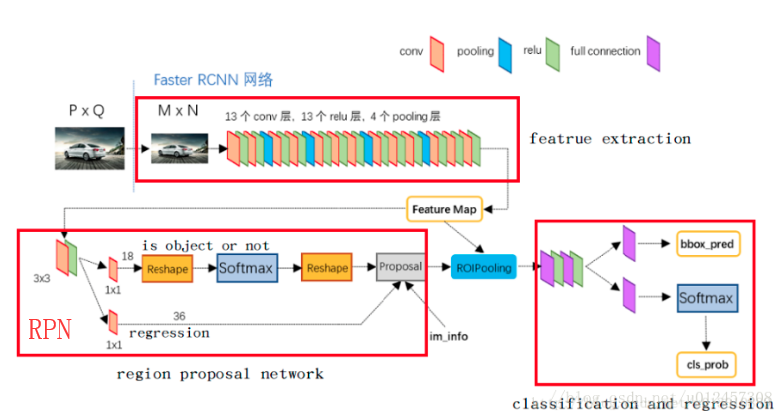 conv pooling relu full connection
Faster RCNN 网络
P x Q
M x N
13 个 conv 层, 13 个 relu 层, 4 个 pooling 层
featrue extraction
Feature Map
is object or not
18
3x3
1x1
Reshape
Softmax
Reshape
Proposal
ROIPooling
bbox_pred
Softmax
RPN
36
regression
1x1
im_info
cls_prob
region proposal network
classification and regression